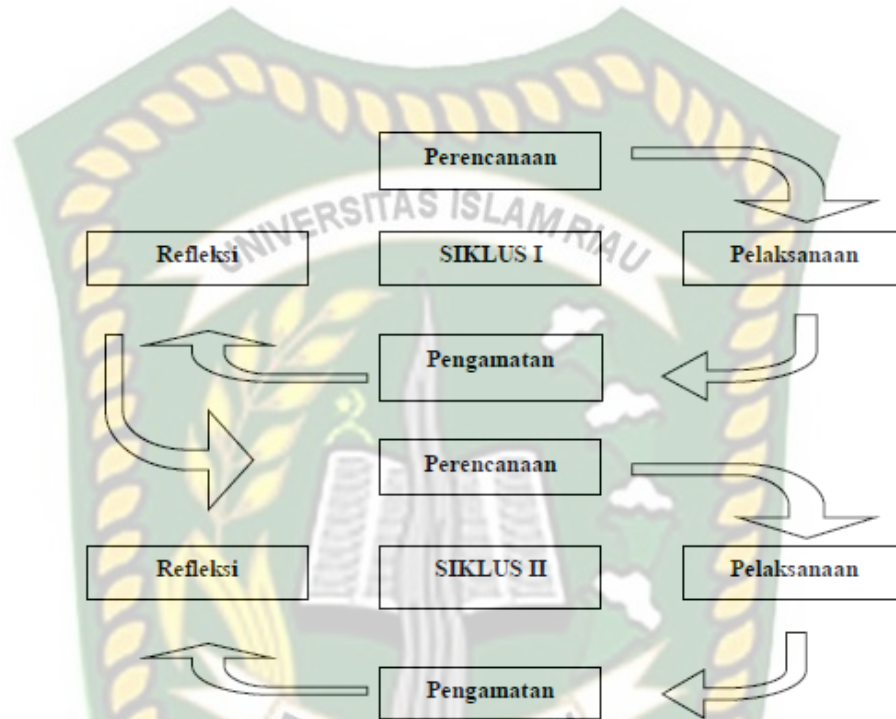 Perencanaan
UNIVERSITAS ISLAM RIAU
Refleksi
SIKLUS I
Pelaksanaan
Pengamatan
Perencanaan
Refleksi
SIKLUS II
Pelaksanaan
Pengamatan